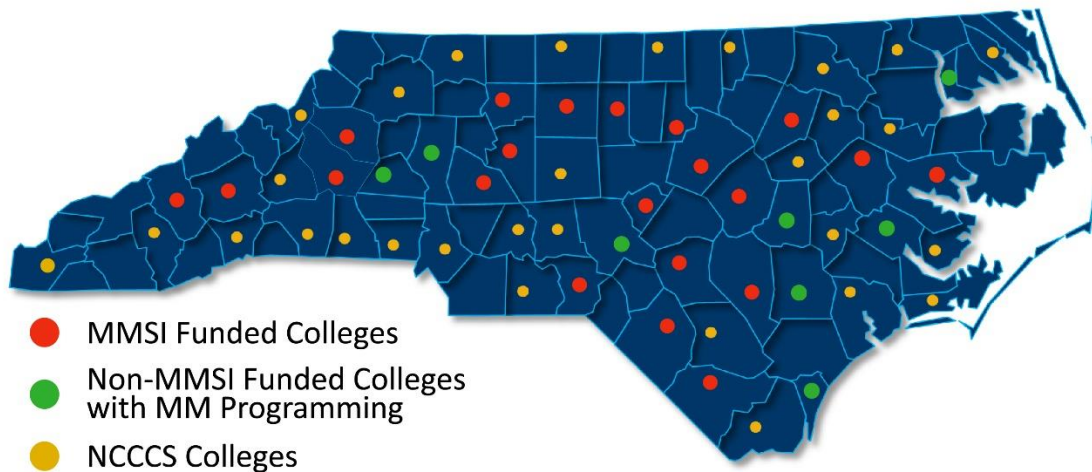 MMSI Funded Colleges
Non-MMSI Funded Colleges
with MM Programming
NCCCS Colleges